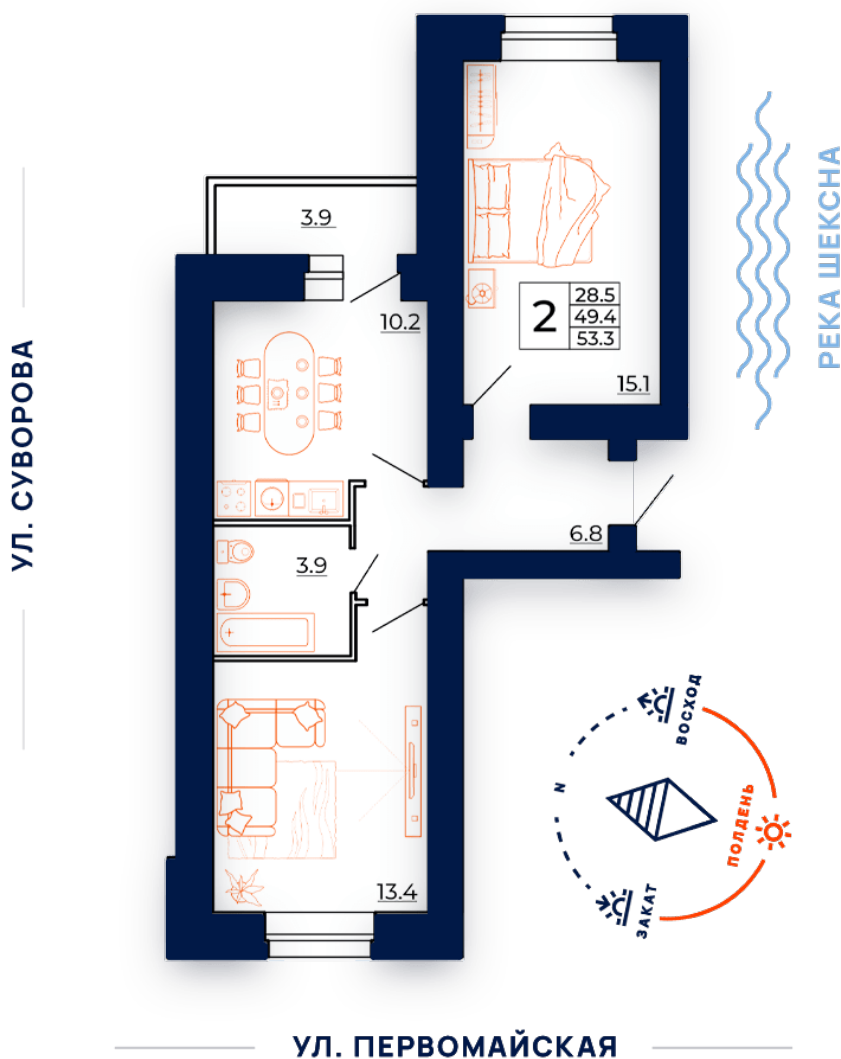 3.9
10.2
2
28.5
49.4
53.3
15.1
6.8
3.9
13.4
УЛ. СУВОРОВА
РЕКА ШЕКСНА
ВОСХОД
N
ПОЛДЕНЬ
ЗАКАТ
УЛ. ПЕРВОМАЙСКАЯ